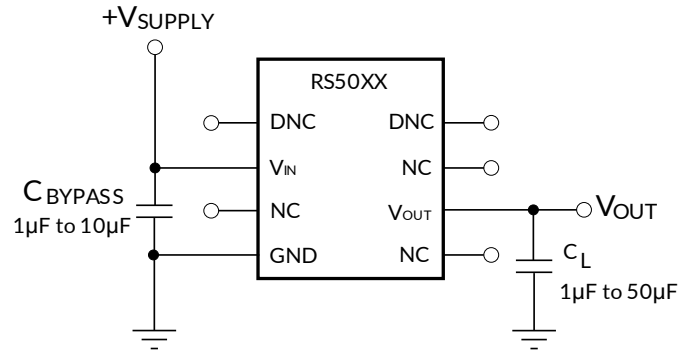 +VSUPPLY
RS50XX
DNC
DNC
VIN
NC
CBYPASS
1µF to 10µF
NC
VOUT
VOUT
GND
NC
CL
1µF to 50µF